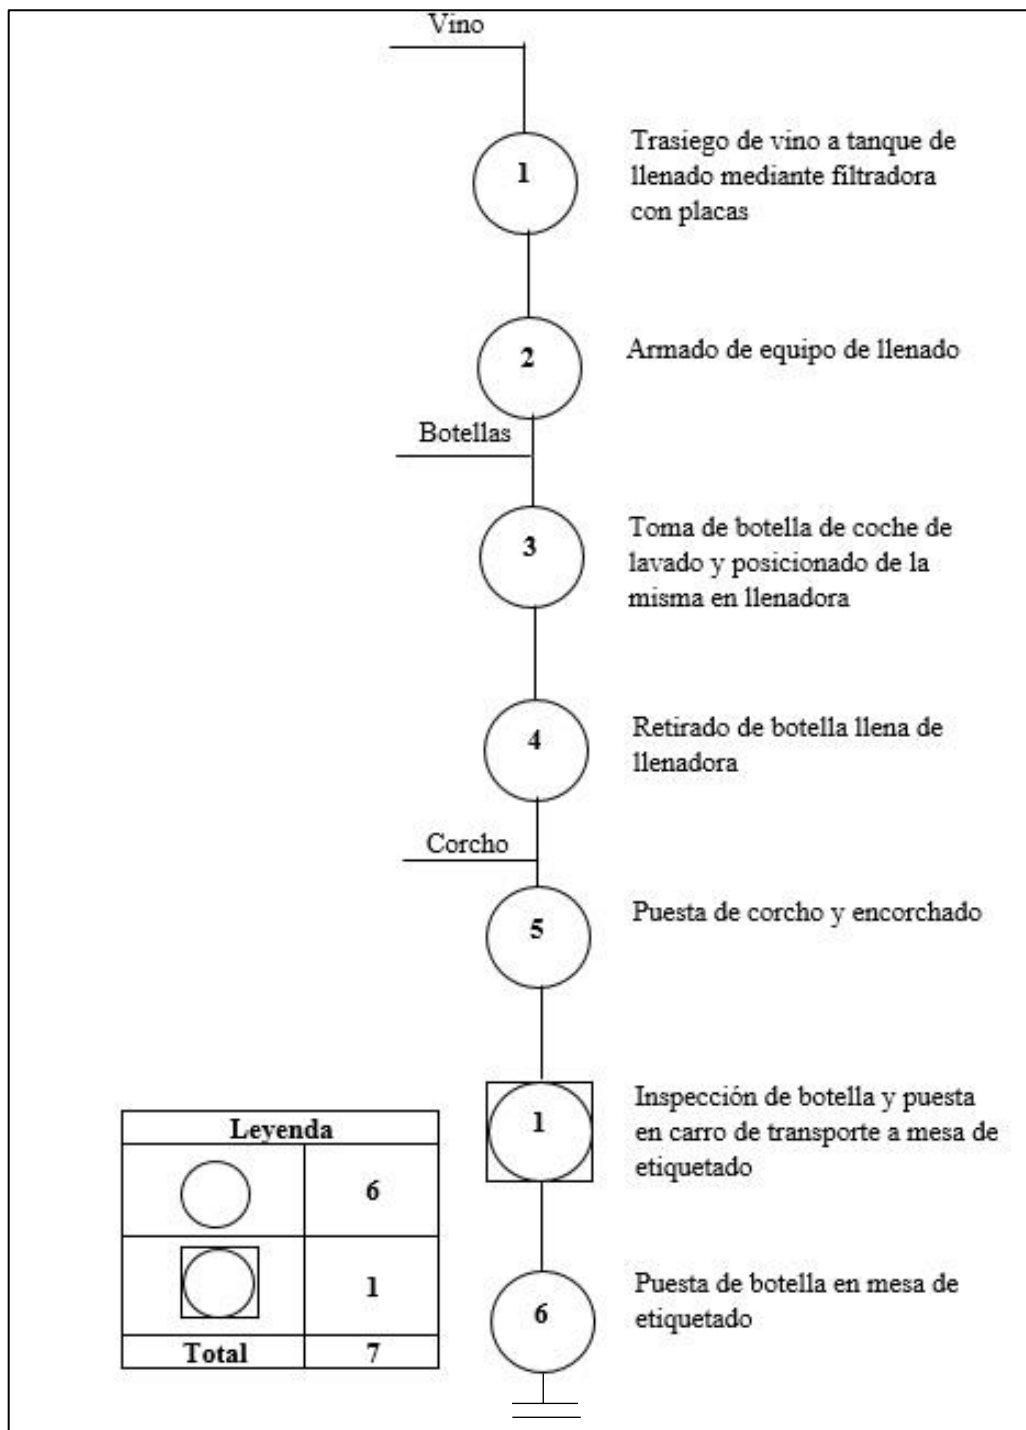 Vino
1
Trasiego de vino a tanque de
llenado mediante filtradora
con placas
2
Armado de equipo de llenado
Botellas
3
Toma de botella de coche de
lavado y posicionado de la
misma en llenadora
4
Retirado de botella llena de
llenadora
Corcho
5
Puesta de corcho y encorchado
1
Inspección de botella y puesta
en carro de transporte a mesa de
etiquetado
6
Puesta de botella en mesa de
etiquetado
Leyenda
6
1
Total 7